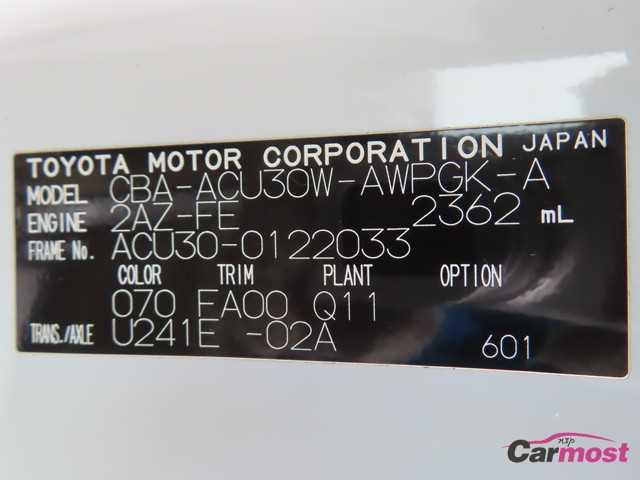 TOYOTA MOTOR CORPORATION JAPAN
MODEL CBA-ACU30W-AWPGK-A
ENGINE 2AZ-FE 2362 mL
FRAME No. ACU30-0122033
COLOR TRIM PLANT OPTION
070 FA00 Q11
TRANS./AXLE U241E -02A
601
nxp
Carmost